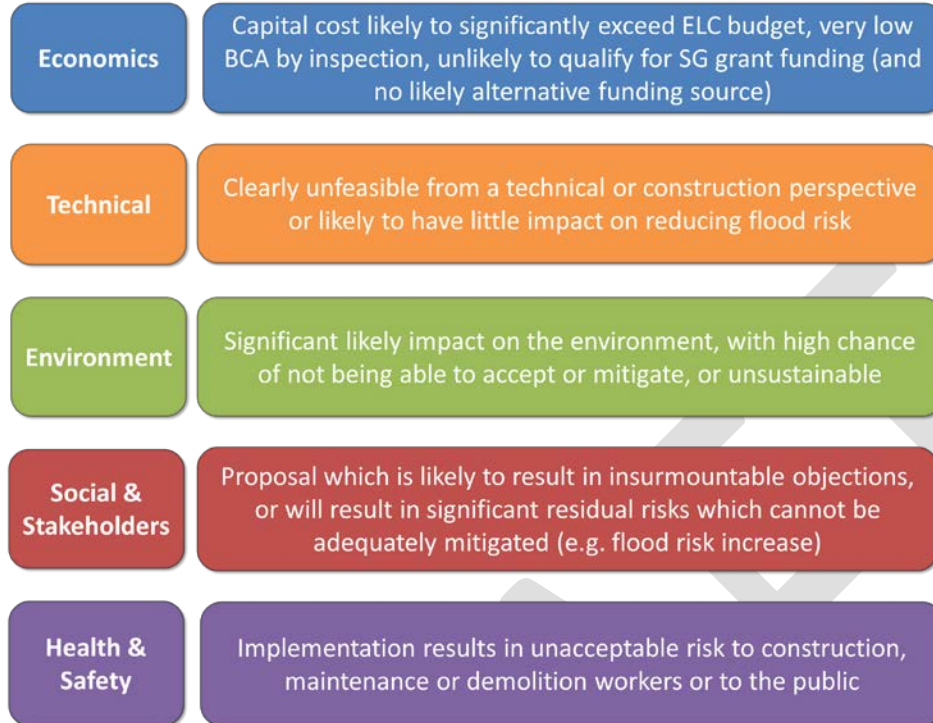 Economics
Capital cost likely to significantly exceed ELC budget, very low
BCA by inspection, unlikely to qualify for SG grant funding (and
no likely alternative funding source)
Technical
Clearly unfeasible from a technical or construction perspective
or likely to have little impact on reducing flood risk
Environment
Significant likely impact on the environment, with high chance
of not being able to accept or mitigate, or unsustainable
Social &
Stakeholders
Proposal which is likely to result in insurmountable objections,
or will result in significant residual risks which cannot be
adequately mitigated (e.g. flood risk increase)
Health &
Safety
Implementation results in unacceptable risk to construction,
maintenance or demolition workers or to the public